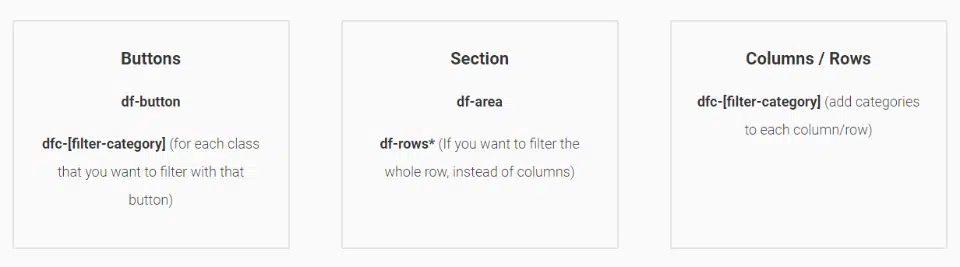 Buttons
df-button
dfc-[filter-category] (for each class
that you want to filter with that
button)
Section
df-area
df-rows* (If you want to filter the
whole row, instead of columns)
Columns / Rows
dfc-[filter-category] (add categories
to each column/row)